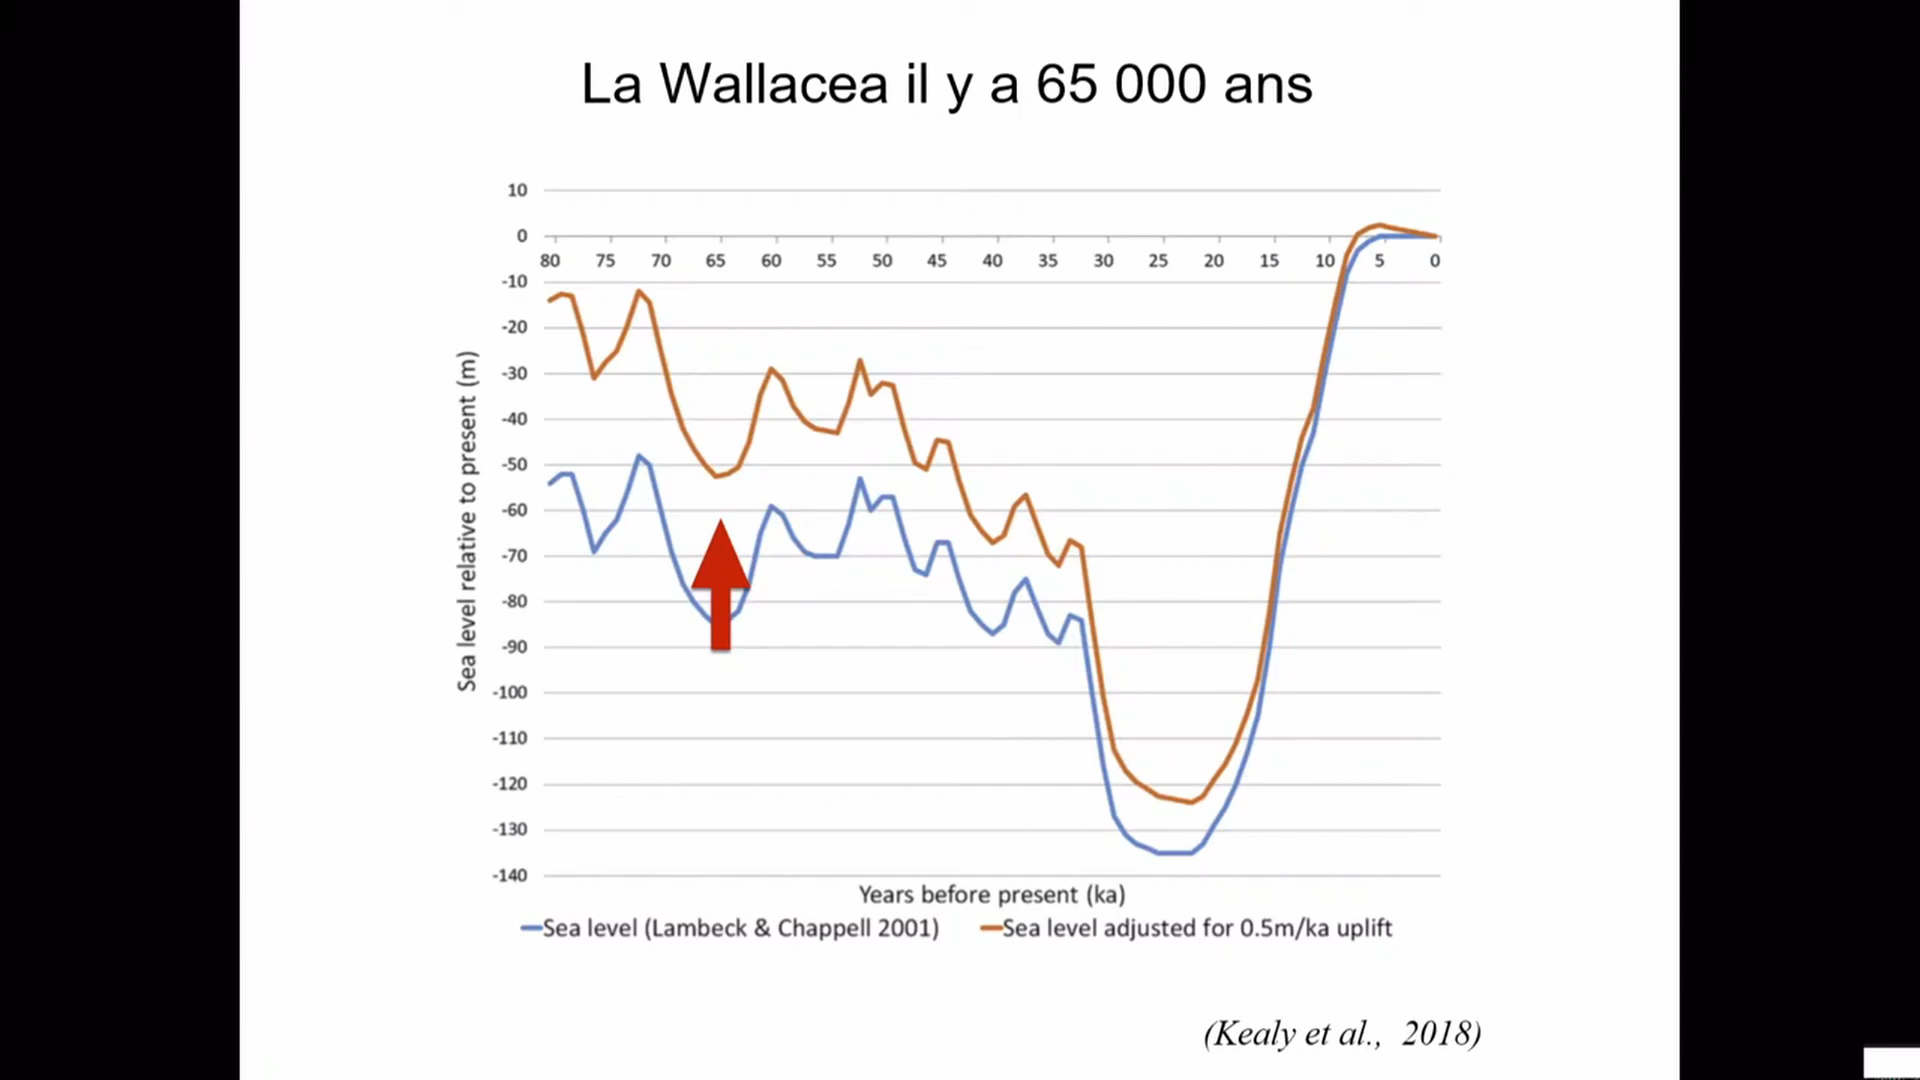 La Wallacea il y a 65 000 ans
10
0
80 75 70 65 60 55 50 45 40 35 30 25 20 15 10 5 0
-10
-20
-30
-40
-50
-60
-70
-80
-90
-100
-110
-120
-130
-140
Sea level relative to present (m)
Years before present (ka)
Sea level (Lambeck & Chappell 2001) Sea level adjusted for 0.5m/ka uplift
(Kealy et al., 2018)